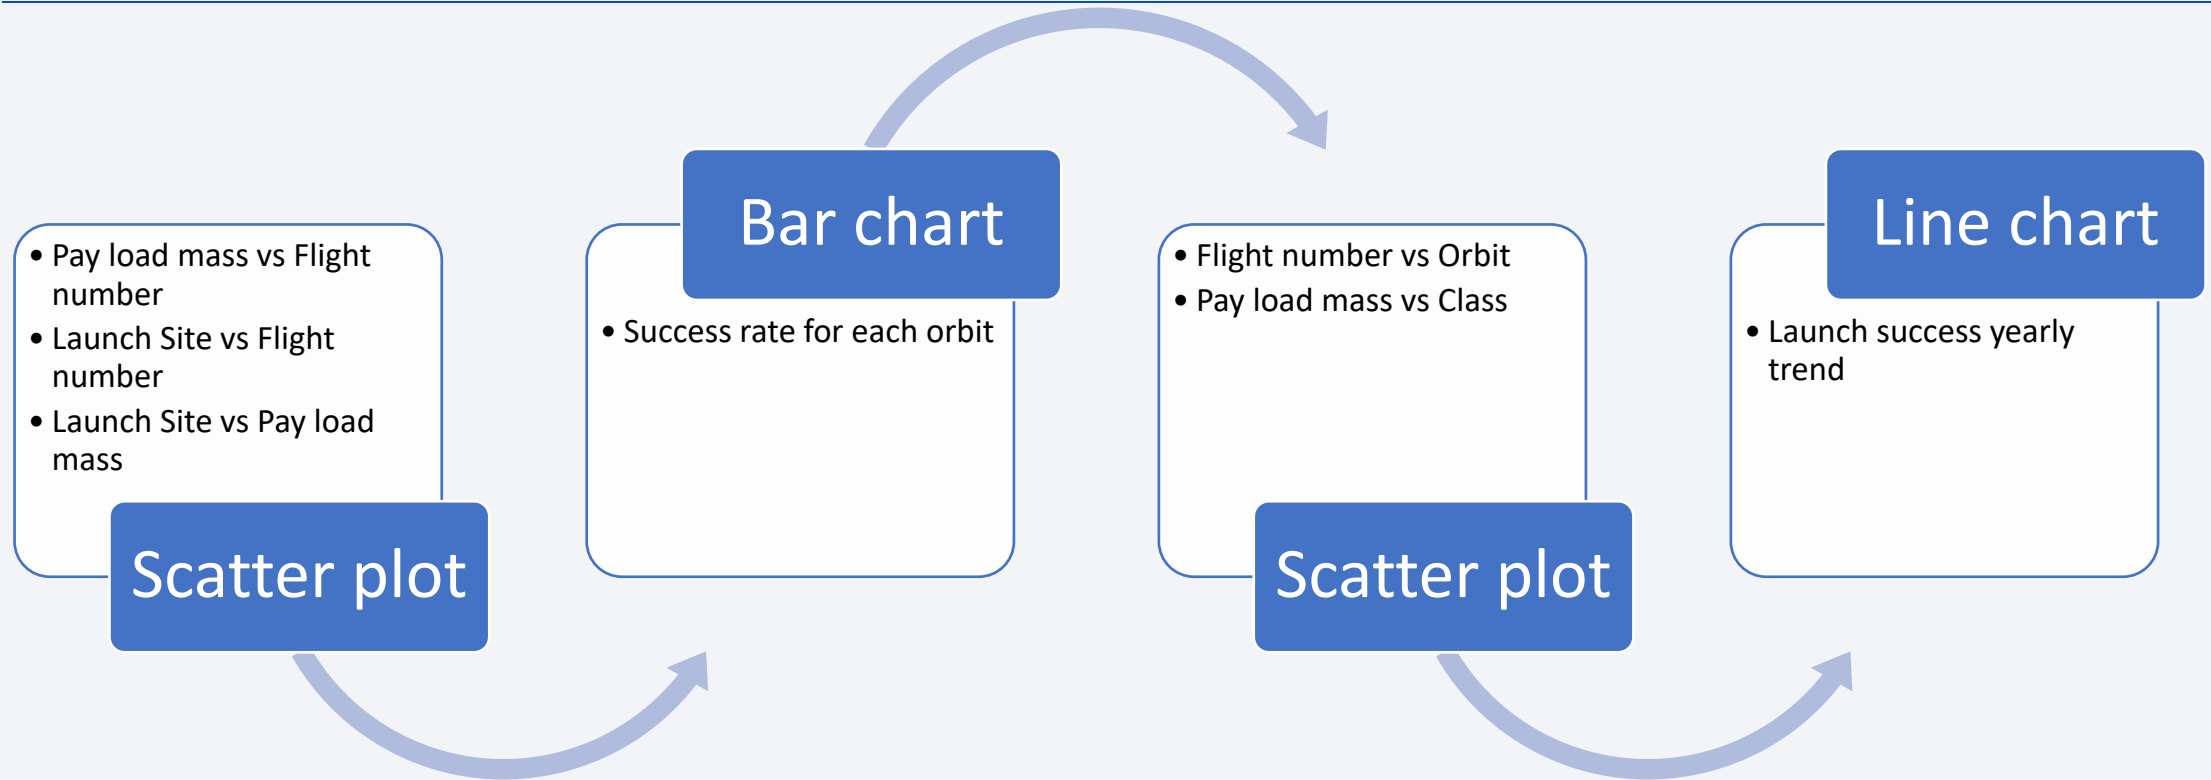 • Pay load mass vs Flight
number
• Launch Site vs Flight
number
• Launch Site vs Pay load
mass
Scatter plot
Bar chart
• Success rate for each orbit
• Flight number vs Orbit
• Pay load mass vs Class
Scatter plot
Line chart
• Launch success yearly
trend